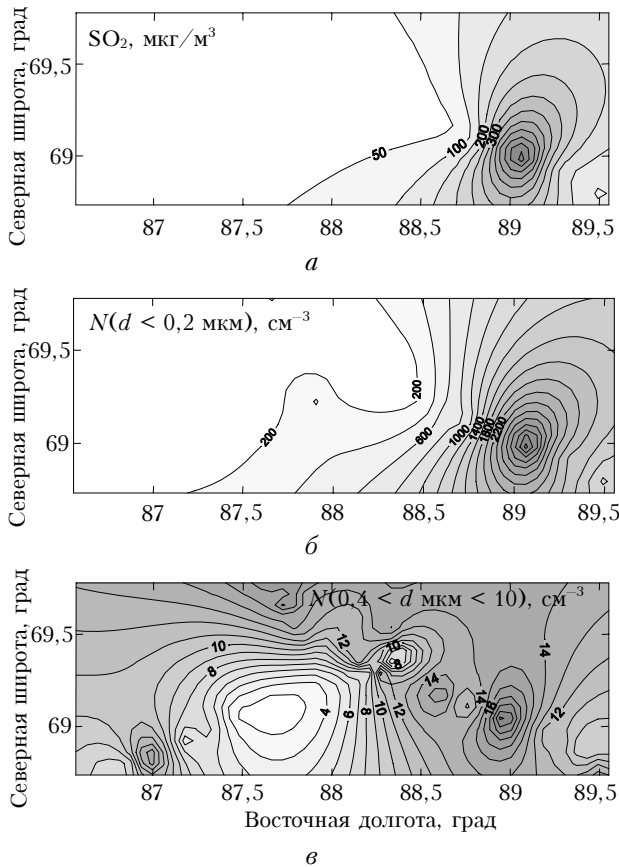 SO₂, мкг/м³
Северная широта, град
69,5
69
50
100
200
300
87 87,5 88 88,5 89 89,5
а
N(d < 0,2 мкм), см⁻³
Северная широта, град
69,5
69
200
200
600
1000
1400
1800
2200
87 87,5 88 88,5 89 89,5
б
N(0,4 < d мкм < 10), см⁻³
Северная широта, град
69,5
69
10
8
12
10
8
14
14
14
16
12
4
6
8
10
12
87 87,5 88 88,5 89 89,5
Восточная долгота, град
в